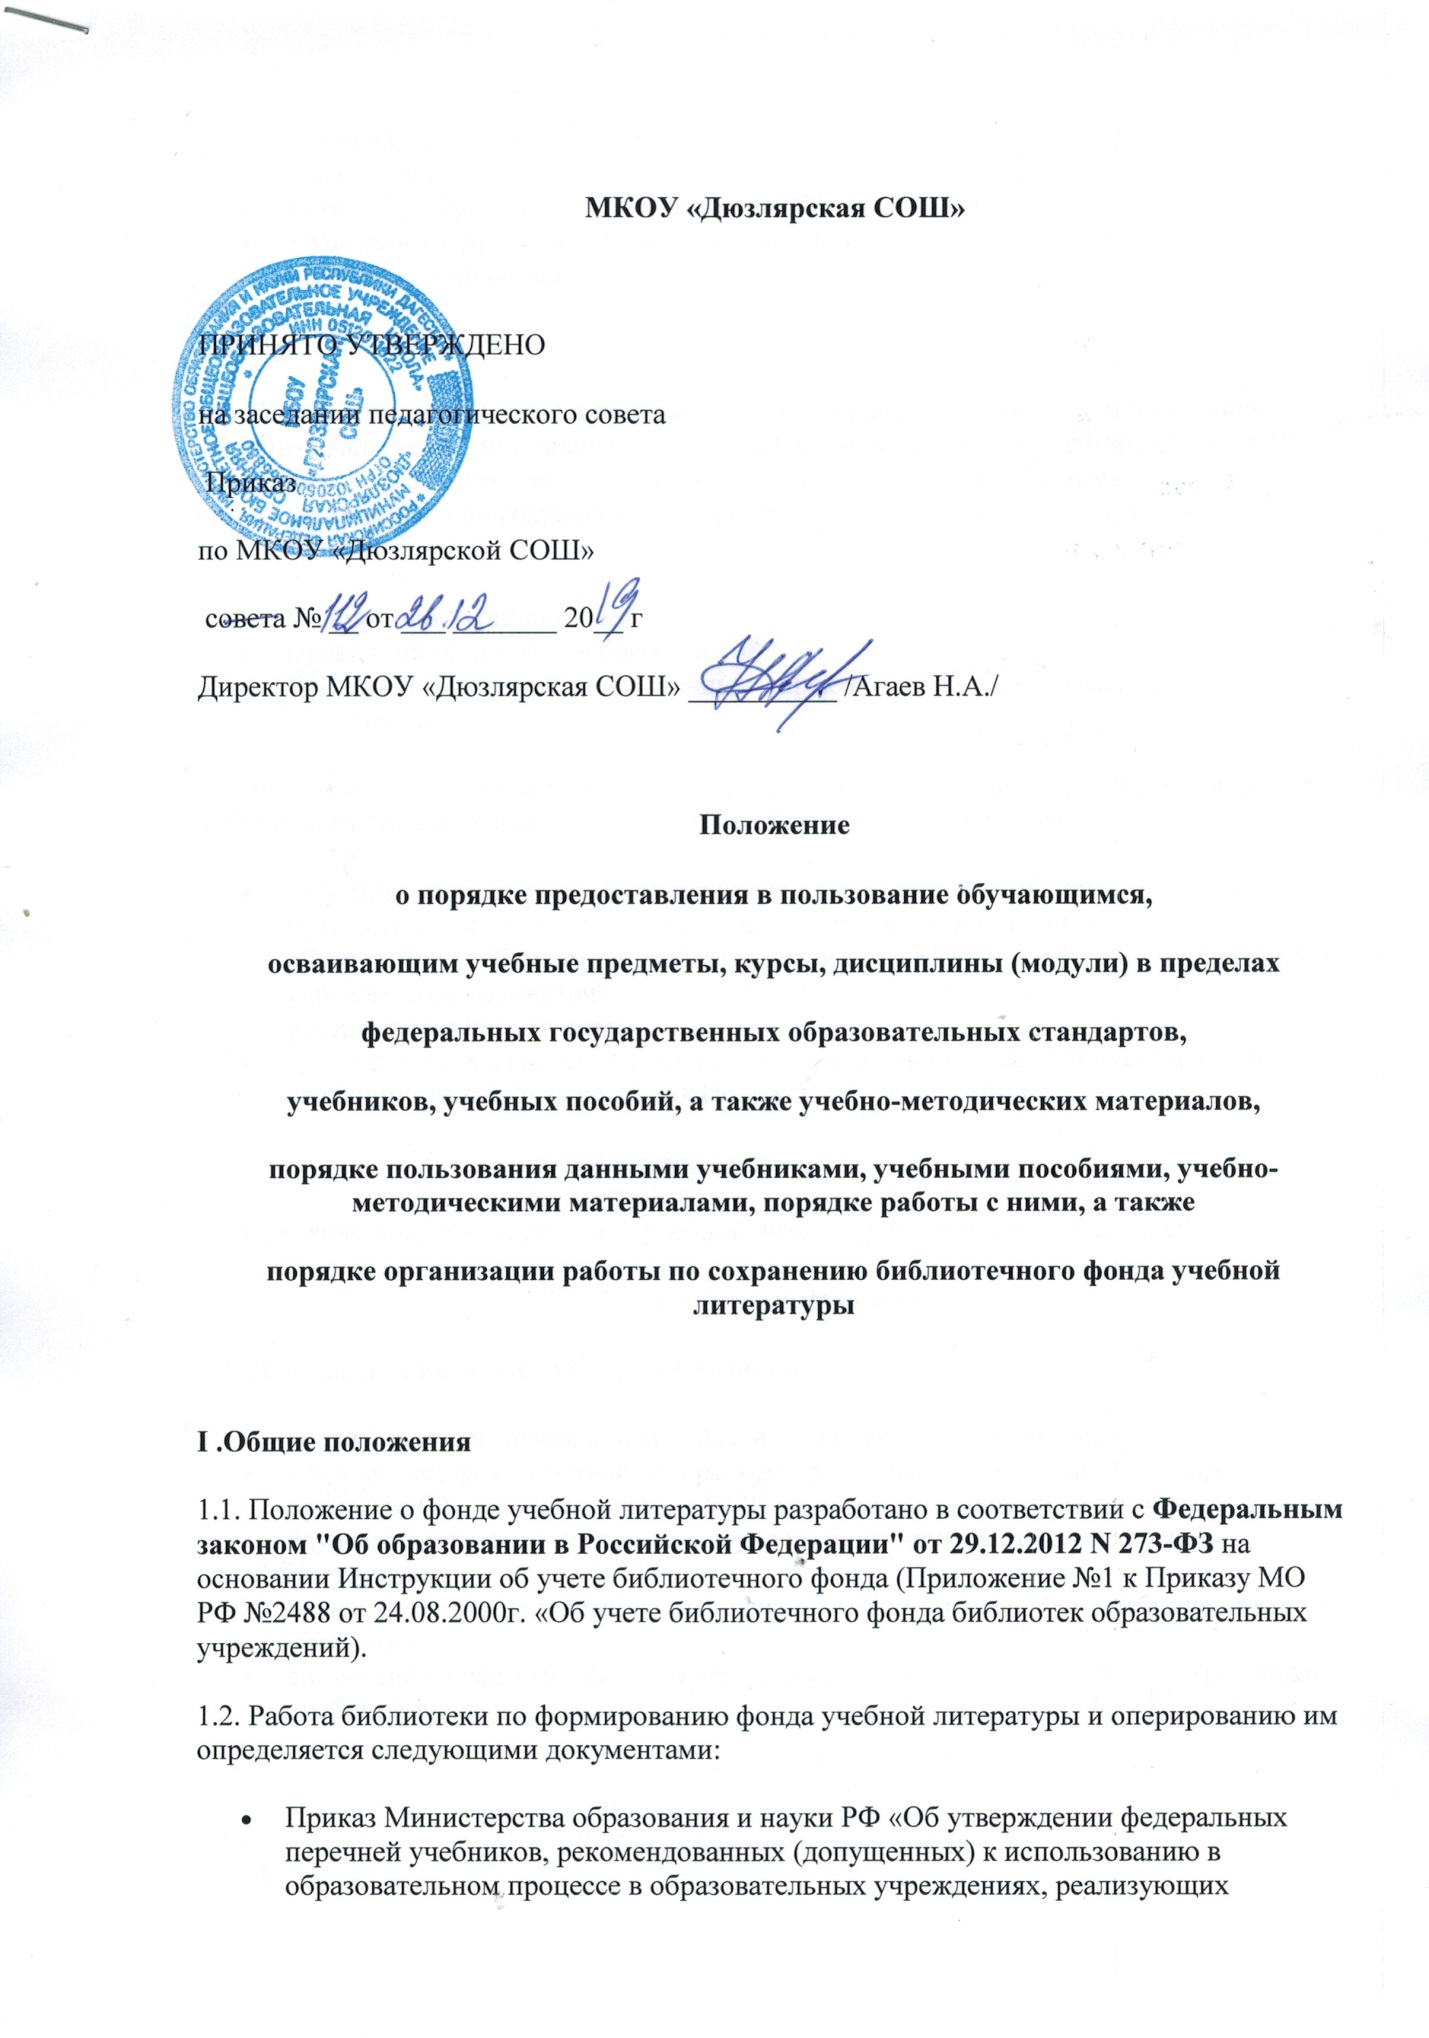 МКОУ «Дюзлярская СОШ»
ПРИНЯТО УТВЕРЖДЕНО
на заседании педагогического совета
Приказ
по МКОУ «Дюзлярской СОШ»
совета № 112 от 26.12 2019 г
Директор МКОУ «Дюзлярская СОШ» /Агаев Н.А./
МБОУ
«ДЮЗЛЯРСКАЯ
СОШ»
Положение
о порядке предоставления в пользование обучающимся,
осваивающим учебные предметы, курсы, дисциплины (модули) в пределах
федеральных государственных образовательных стандартов,
учебников, учебных пособий, а также учебно-методических материалов,
порядке пользования данными учебниками, учебными пособиями, учебно-
методическими материалами, порядке работы с ними, а также
порядке организации работы по сохранению библиотечного фонда учебной
литературы
I .Общие положения
1.1. Положение о фонде учебной литературы разработано в соответствии с Федеральным
законом "Об образовании в Российской Федерации" от 29.12.2012 N 273-ФЗ на
основании Инструкции об учете библиотечного фонда (Приложение №1 к Приказу МО
РФ №2488 от 24.08.2000г. «Об учете библиотечного фонда библиотек образовательных
учреждений).
1.2. Работа библиотеки по формированию фонда учебной литературы и оперированию им
определяется следующими документами:
• Приказ Министерства образования и науки РФ «Об утверждении федеральных
перечней учебников, рекомендованных (допущенных) к использованию в
образовательном процессе в образовательных учреждениях, реализующих